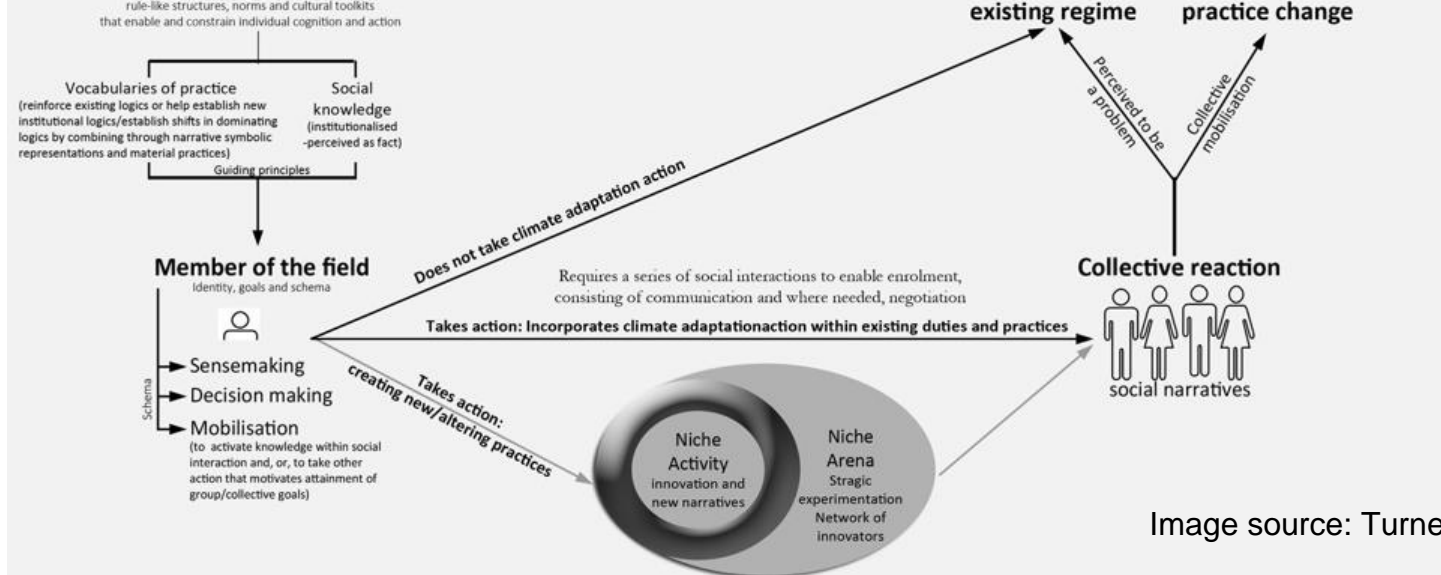 rule-like structures, norms and cultural toolkits
that enable and constrain individual cognition and action
existing regime
practice change
Vocabularies of practice
(reinforce existing logics or help establish new
institutional logics/establish shifts in dominating
logics by combining through narrative symbolic
representations and material practices)
Social
knowledge
(institutionalised
-perceived as fact)
Guiding principles
Perceived to be
a problem
Collective
mobilisation
Does not take climate adaptation action
Member of the field
Identity, goals and schema
Requires a series of social interactions to enable enrolment,
consisting of communication and where needed, negotiation
Takes action: Incorporates climate adaptationaction within existing duties and practices
Collective reaction
social narratives
Schema
Sensemaking
Decision making
Mobilisation
(to activate knowledge within social
interaction and, or, to take other
action that motivates attainment of
group/collective goals)
Takes action:
creating new/altering practices
Niche
Activity
innovation and
new narratives
Niche
Arena
Stragic
experimentation
Network of
innovators
Image source: Turne